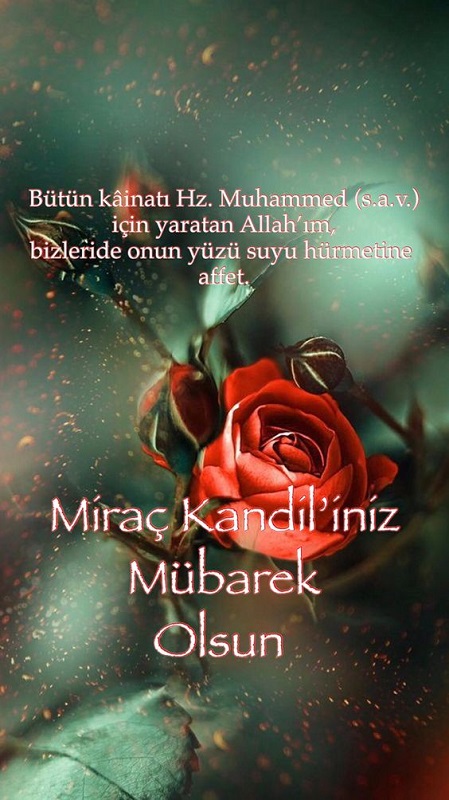 Bütün kâinatı Hz. Muhammed (s.a.v.)
için yaratan Allah'ım,
bizleride onun yüzü suyu hürmetine
affet.
Miraç Kandil'iniz
Mübarek
Olsun